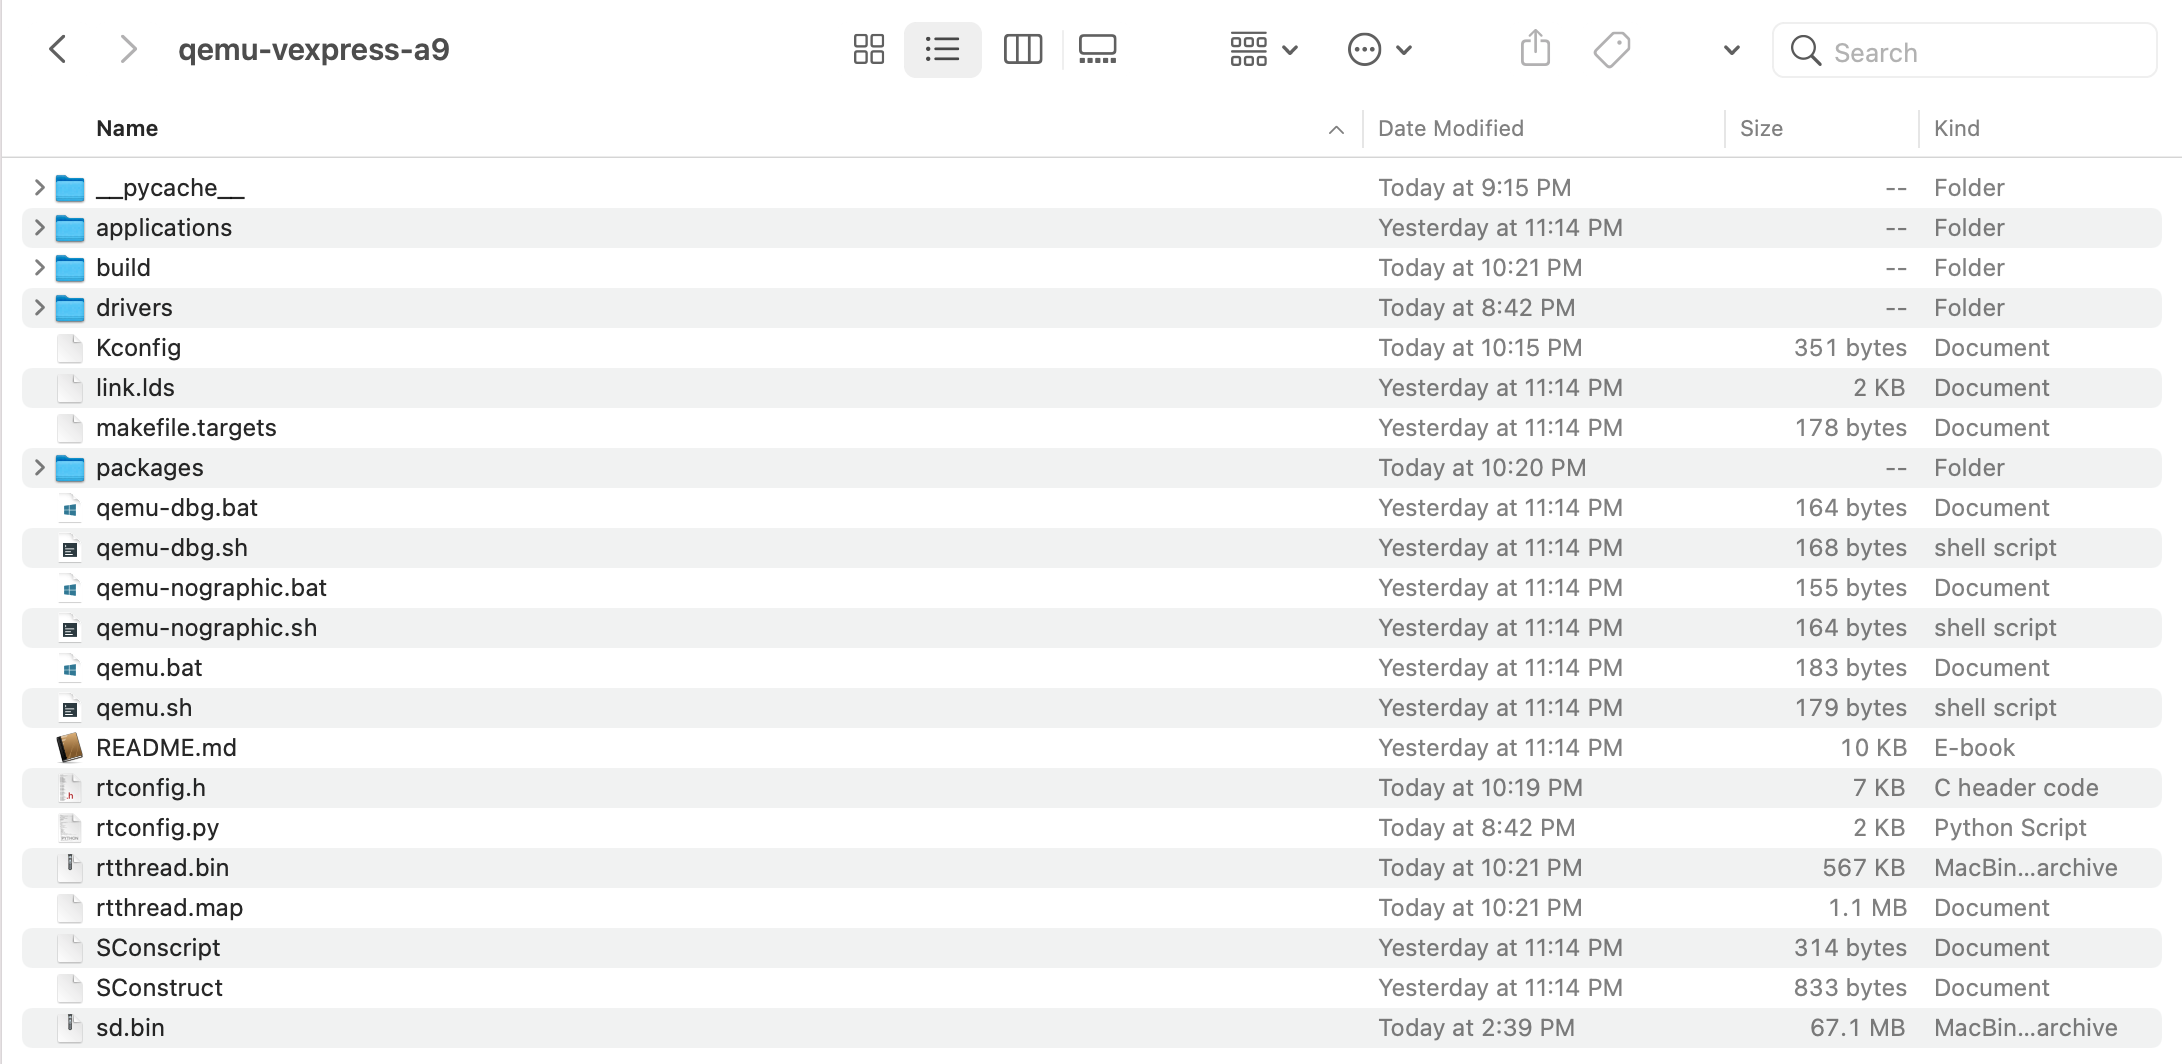 qemu-vexpress-a9 Search
Name Date Modified Size Kind
__pycache__ Today at 9:15 PM -- Folder
applications Yesterday at 11:14 PM -- Folder
build Today at 10:21 PM -- Folder
drivers Today at 8:42 PM -- Folder
Kconfig Today at 10:15 PM 351 bytes Document
link.lds Yesterday at 11:14 PM 2 KB Document
makefile.targets Yesterday at 11:14 PM 178 bytes Document
packages Today at 10:20 PM -- Folder
qemu-dbg.bat Yesterday at 11:14 PM 164 bytes Document
qemu-dbg.sh Yesterday at 11:14 PM 168 bytes shell script
qemu-nographic.bat Yesterday at 11:14 PM 155 bytes Document
qemu-nographic.sh Yesterday at 11:14 PM 164 bytes shell script
qemu.bat Yesterday at 11:14 PM 183 bytes Document
qemu.sh Yesterday at 11:14 PM 179 bytes shell script
README.md Yesterday at 11:14 PM 10 KB E-book
rtconfig.h Today at 10:19 PM 7 KB C header code
rtconfig.py Today at 8:42 PM 2 KB Python Script
rtthread.bin Today at 10:21 PM 567 KB MacBin...archive
rtthread.map Today at 10:21 PM 1.1 MB Document
SConscript Yesterday at 11:14 PM 314 bytes Document
SConstruct Yesterday at 11:14 PM 833 bytes Document
sd.bin Today at 2:39 PM 67.1 MB MacBin...archive